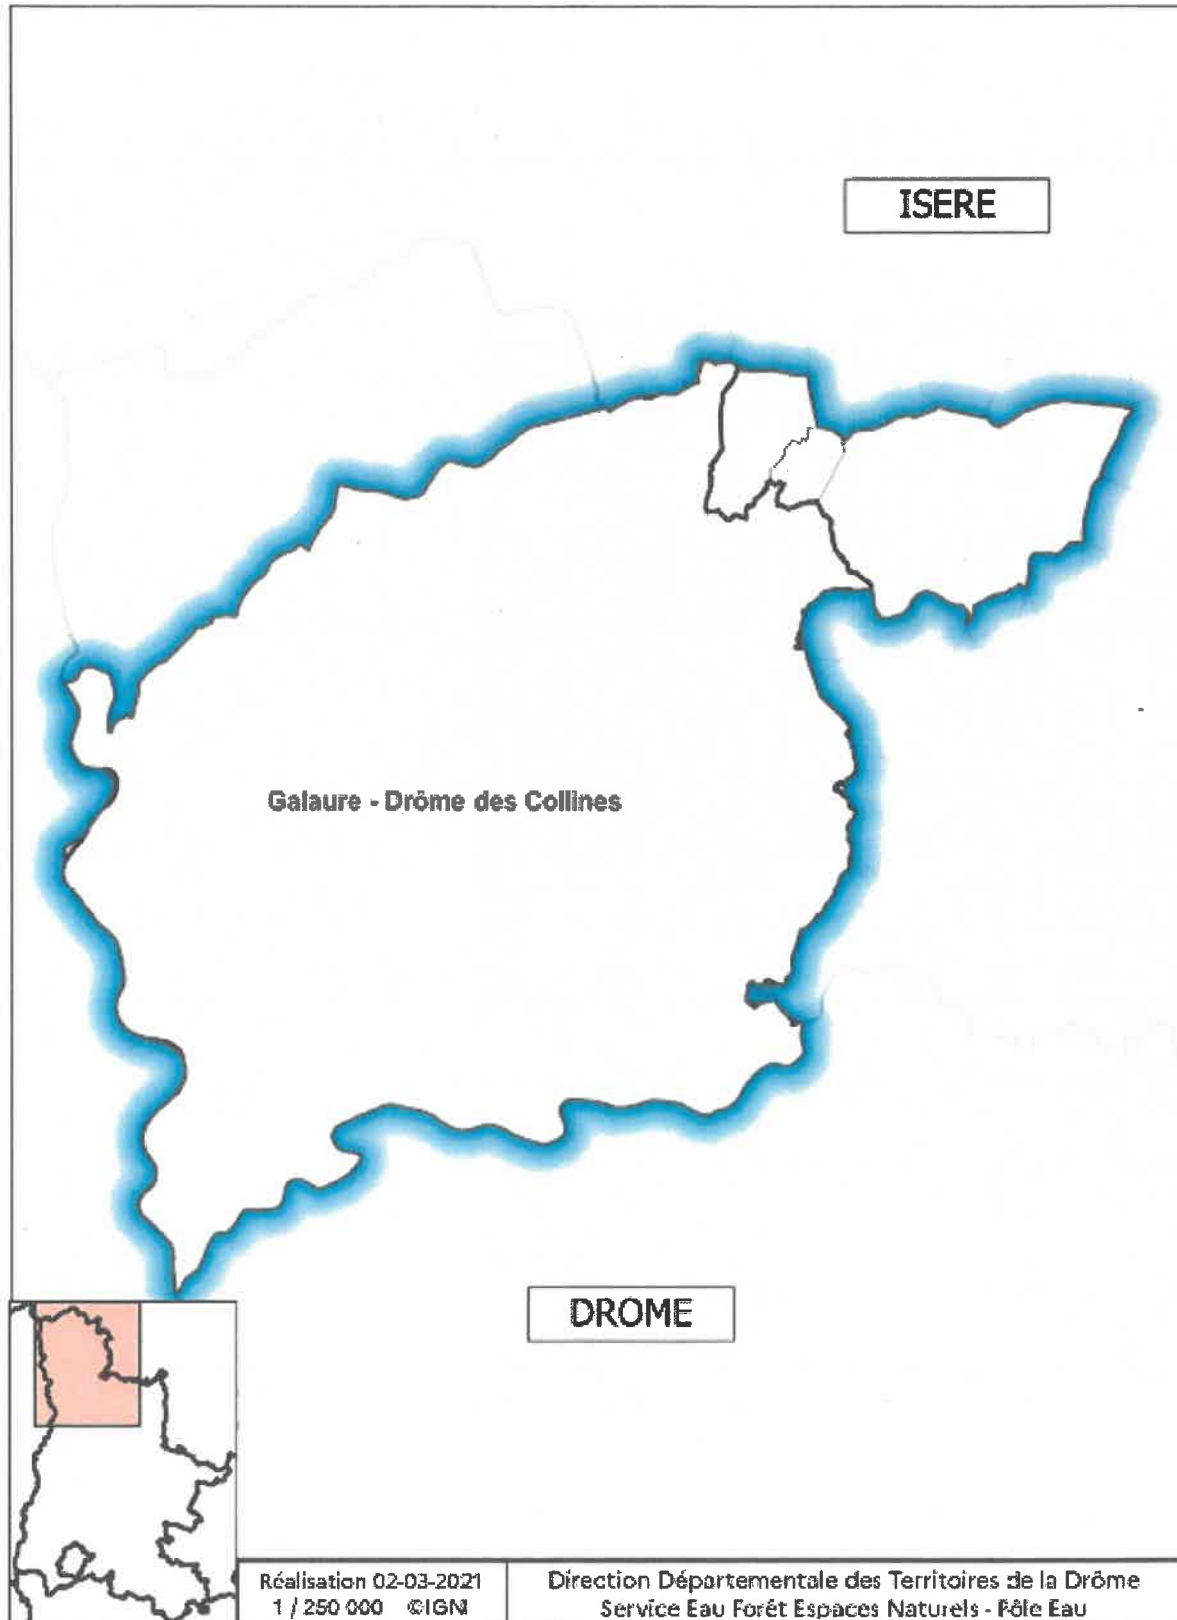 ISERE
Galaure - Drôme des Collines
DROME
Réalisation 02-03-2021
1 / 250 000 ©IGN
Direction Départementale des Territoires de la Drôme
Service Eau Forêt Espaces Naturels - Pôle Eau